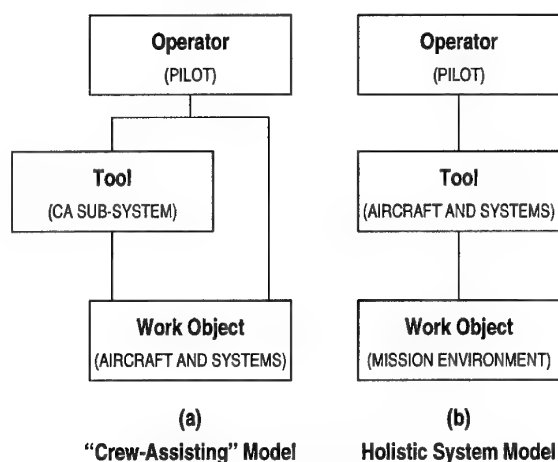 Operator
(PILOT)
Tool
(CA SUB-SYSTEM)
Work Object
(AIRCRAFT AND SYSTEMS)
(a)
"Crew-Assisting" Model
Operator
(PILOT)
Tool
(AIRCRAFT AND SYSTEMS)
Work Object
(MISSION ENVIRONMENT)
(b)
Holistic System Model